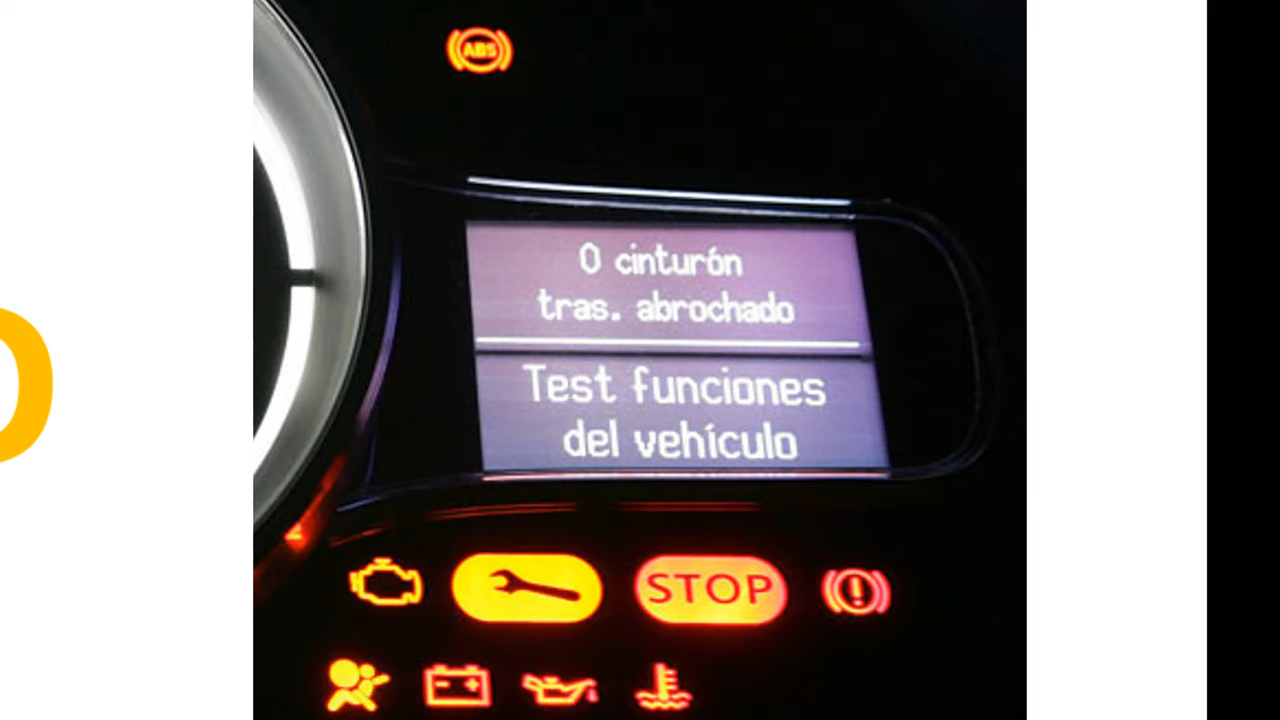 ABS
0 cinturón
tras. abrochado
Test funciones
del vehículo
STOP